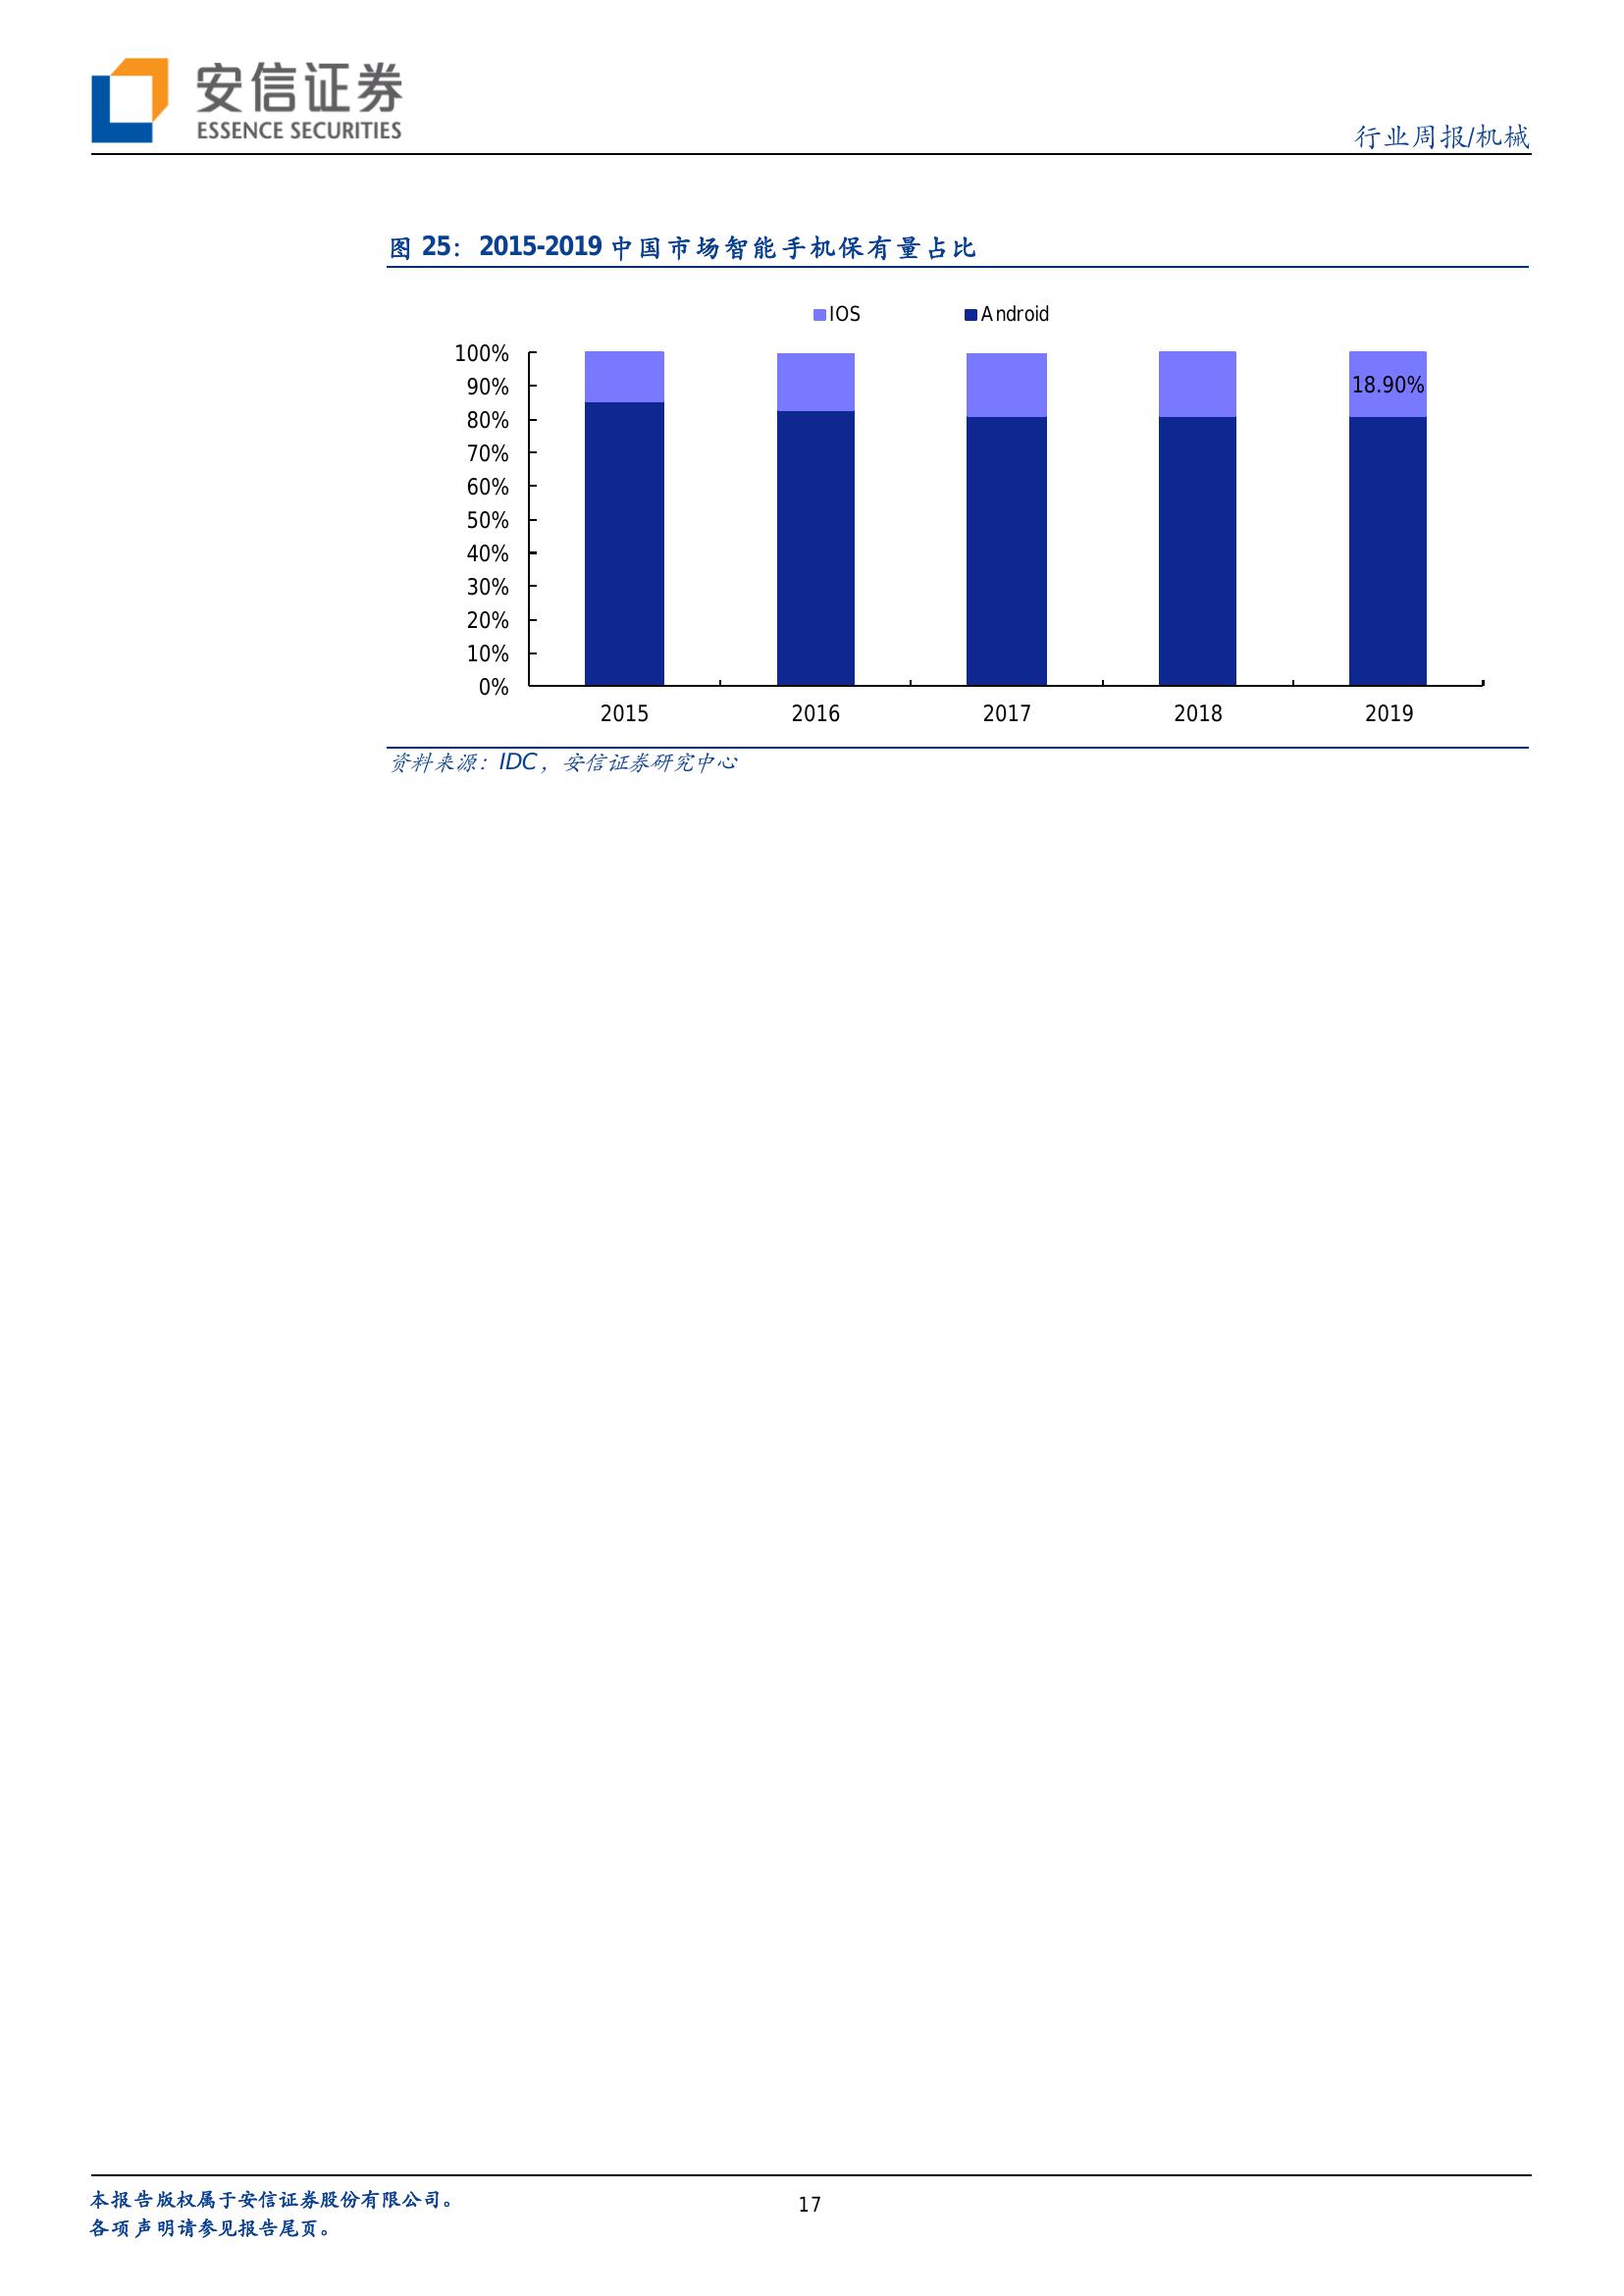 安信证券
ESSENCE SECURITIES
行业周报/机械
图 25：2015-2019 中国市场智能手机保有量占比
IOS Android
100%
90%
80%
70%
60%
50%
40%
30%
20%
10%
0%
18.90%
2015 2016 2017 2018 2019
资料来源：IDC，安信证券研究中心
本报告版权属于安信证券股份有限公司。
17
各项声明请参见报告尾页。